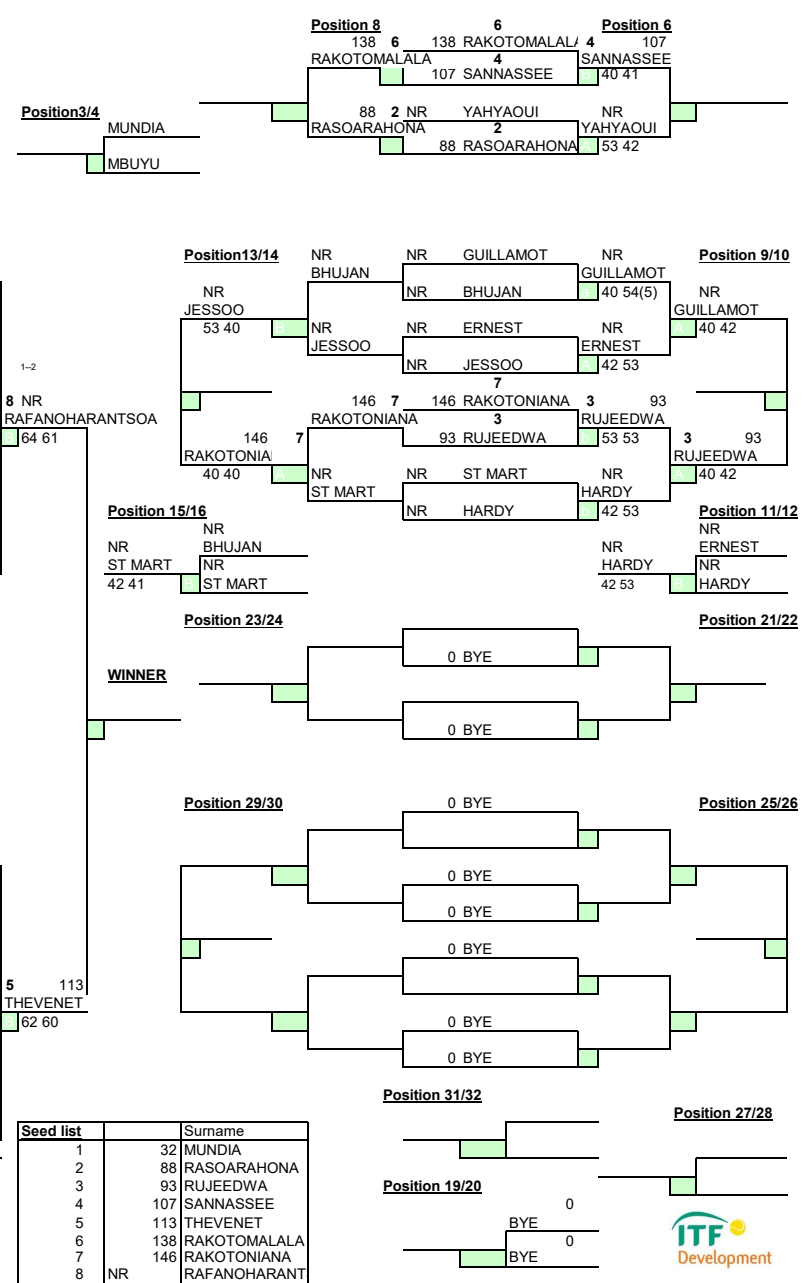 Position 8 6 Position 6
138 6 138 RAKOTOMALALA 4 107
RAKOTOMALALA 4 SANNASSEE
107 SANNASSEE B 40 41
Position3/4 88 2 NR YAHYAOUI NR
MUNDIA RASOARAHONA 2 YAHYAOUI
88 RASOARAHONA A 53 42
MBUYU
Position13/14 NR NR GUILLAMOT NR Position 9/10
BHUJAN GUILLAMOT
NR NR BHUJAN 40 54(5) NR
JESSOO GUILLAMOT
53 40 B NR NR ERNEST NR A 40 42
JESSOO ERNEST
1--2 NR JESSOO A 42 53
7
8 NR 146 7 146 RAKOTONIANA 3 93
RAFANOHARANTSOA RAKOTONIANA 3 RUJEEDWA
64 61 146 7 93 RUJEEDWA b 53 53 3 93
RAKOTONIA RUJEEDWA
40 40 A NR NR ST MART NR A 40 42
ST MART HARDY
Position 15/16 NR HARDY b 42 53 Position 11/12
NR NR
NR BHUJAN NR ERNEST
ST MART NR HARDY NR
42 41 B ST MART 42 53 B HARDY
Position 23/24 Position 21/22
0 BYE
WINNER
0 BYE
Position 29/30 0 BYE Position 25/26
0 BYE
0 BYE
0 BYE
5 113
THEVENET
62 60 0 BYE
0 BYE
Position 31/32
Position 27/28
Seed list Surname
1 32 MUNDIA
2 88 RASOARAHONA
3 93 RUJEEDWA Position 19/20
4 107 SANNASSEE 0
5 113 THEVENET BYE
6 138 RAKOTOMALALA 0
7 146 RAKOTONIANA BYE
8 NR RAFANOHARANT
ITF
Development